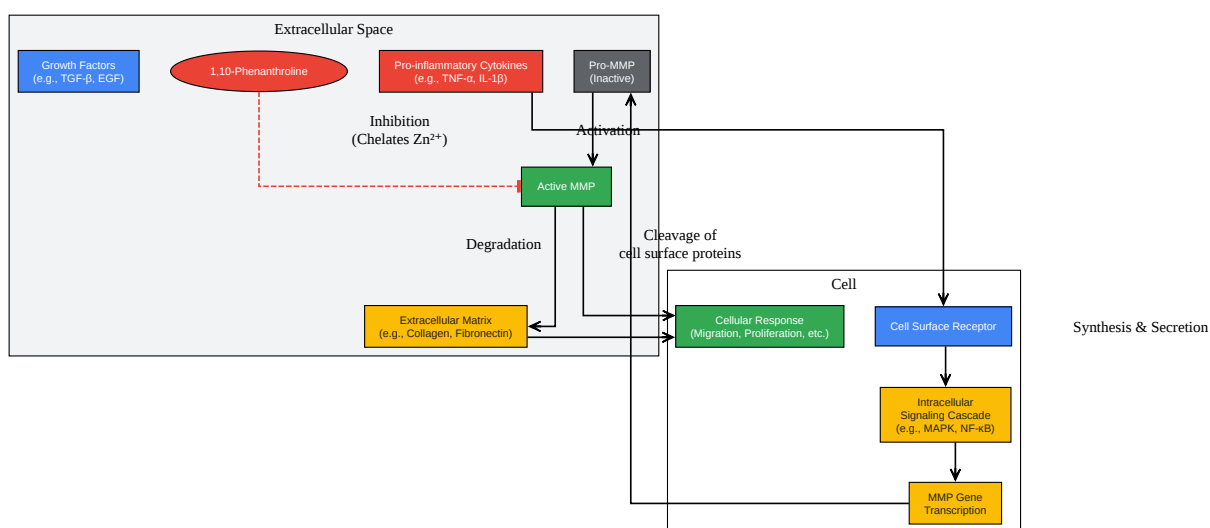 Extracellular Space
Growth Factors
(e.g., TGF-β, EGF)
1,10-Phenanthroline
Pro-inflammatory Cytokines
(e.g., TNF-α, IL-1β)
Pro-MMP
(Inactive)
Inhibition
(Chelates Zn²⁺)
Activation
Active MMP
Degradation
Cleavage of
cell surface proteins
Cell
Extracellular Matrix
(e.g., Collagen, Fibronectin)
Cellular Response
(Migration, Proliferation, etc.)
Cell Surface Receptor
Synthesis & Secretion
Intracellular
Signaling Cascade
(e.g., MAPK, NF-κB)
MMP Gene
Transcription